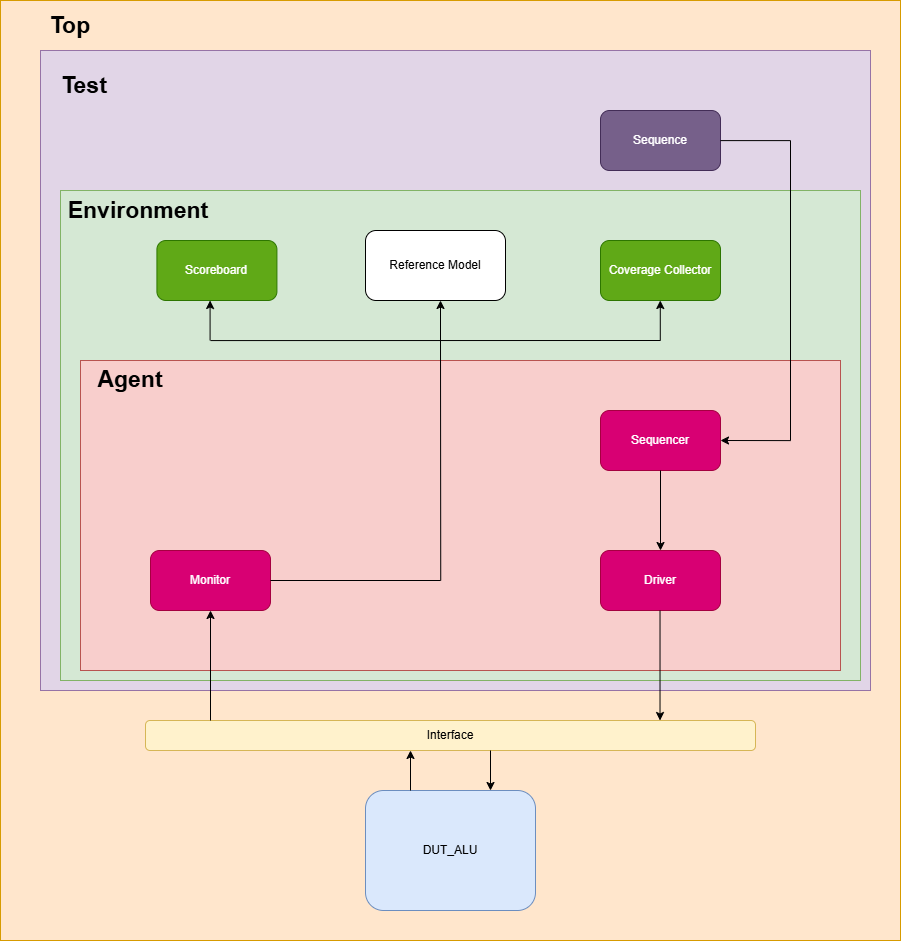 Top
Test
Sequence
Environment
Scoreboard
Reference Model
Coverage Collector
Agent
Sequencer
Monitor
Driver
Interface
DUT_ALU